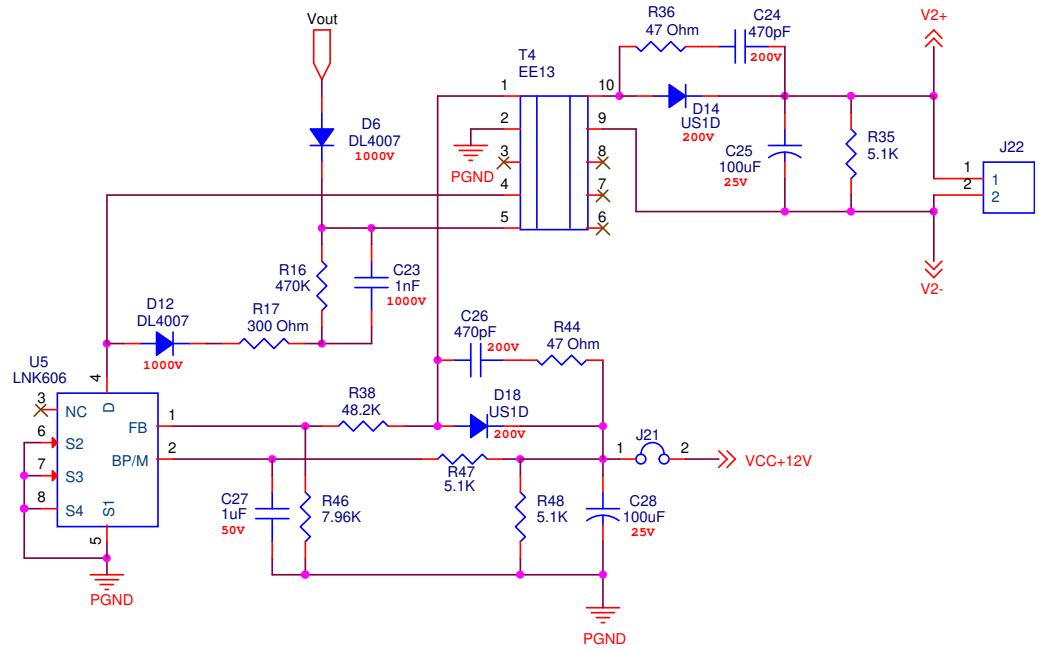 Vout
D6
DL4007
1000V
T4
EE13
1
2
3
4
5
10
9
8
7
6
PGND
R36
47 Ohm
C24
470pF
200V
D14
US1D
200V
C25
100uF
25V
R35
5.1K
V2+
V2-
J22
1
2
1
2
R16
470K
C23
1nF
1000V
D12
DL4007
1000V
R17
300 Ohm
C26
470pF
200V
R44
47 Ohm
U5
LNK606
4
3
NC
D
6
S2
7
S3
8
S4
S1
5
FB
1
BP/M
2
PGND
R38
48.2K
D18
US1D
200V
R47
5.1K
J21
1
2
VCC+12V
C27
1uF
50V
R46
7.96K
R48
5.1K
C28
100uF
25V
PGND